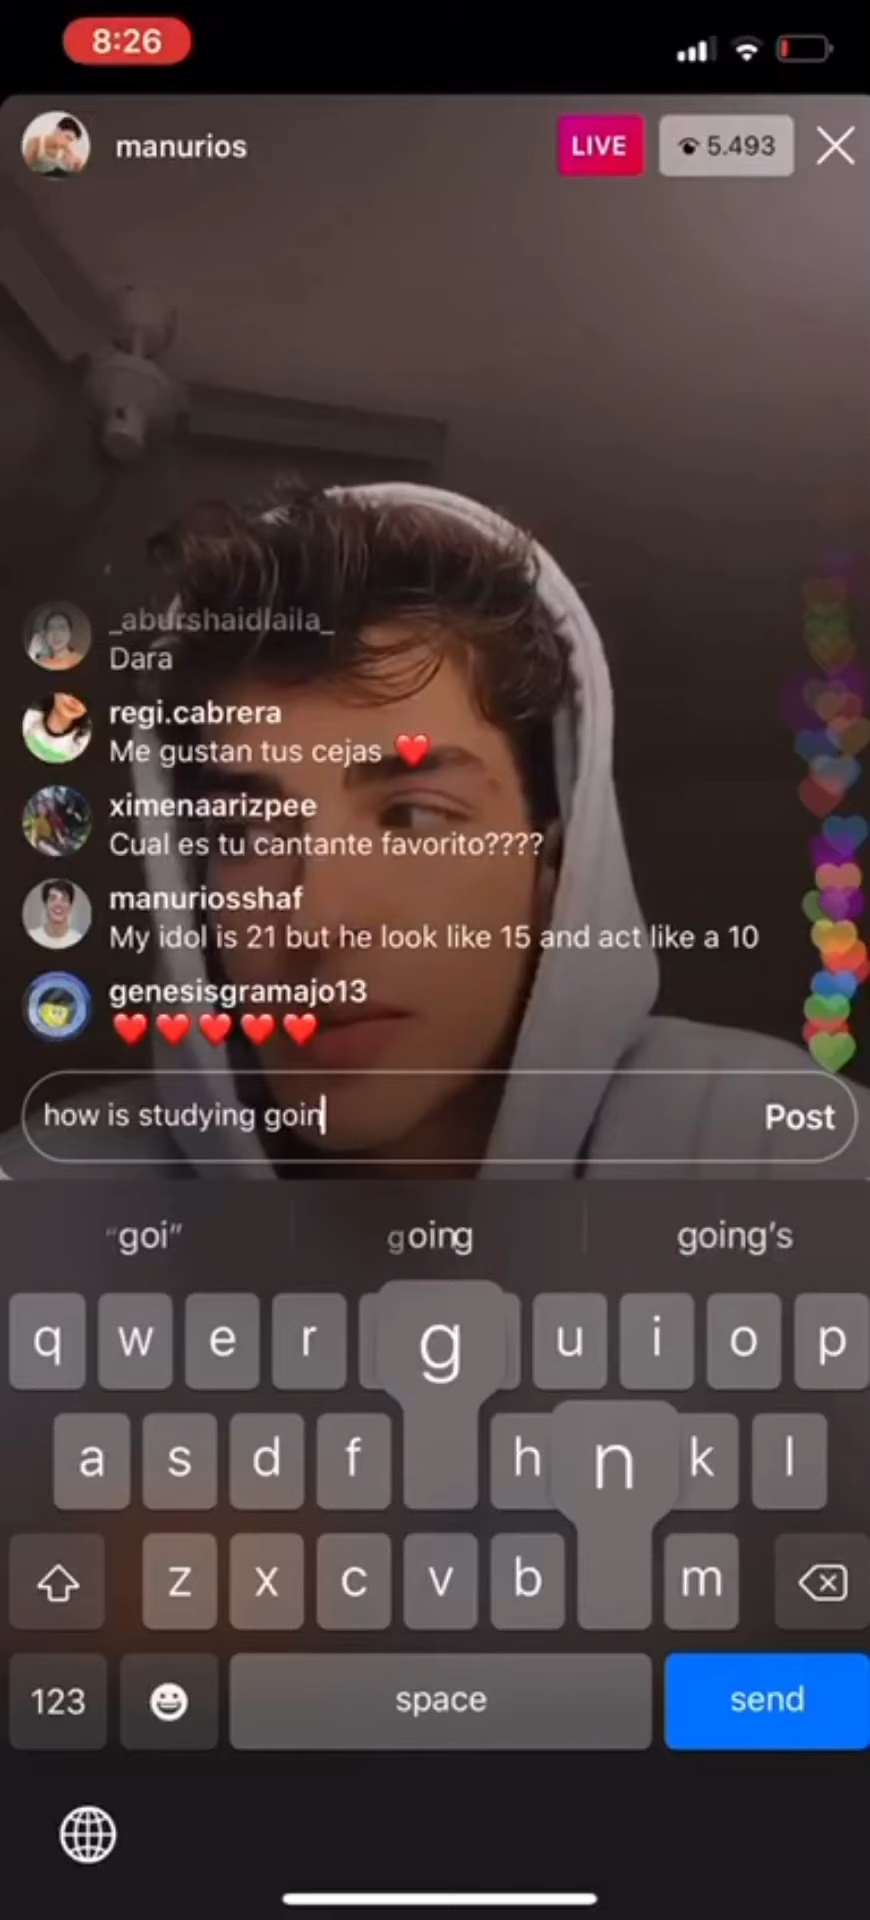 8:26
manurios
LIVE
5.493
_aburshaidlaila_
Dara
regi.cabrera
Me gustan tus cejas ❤️
ximenaarizpee
Cual es tu cantante favorito????
manuriosshaf
My idol is 21 but he look like 15 and act like a 10
genesisgramajo13
❤️❤️❤️❤️❤️
how is studying goin
Post
“goi”
going
going's
q w e r g u i o p
a s d f h n k l
z x c v b m
123
space
send